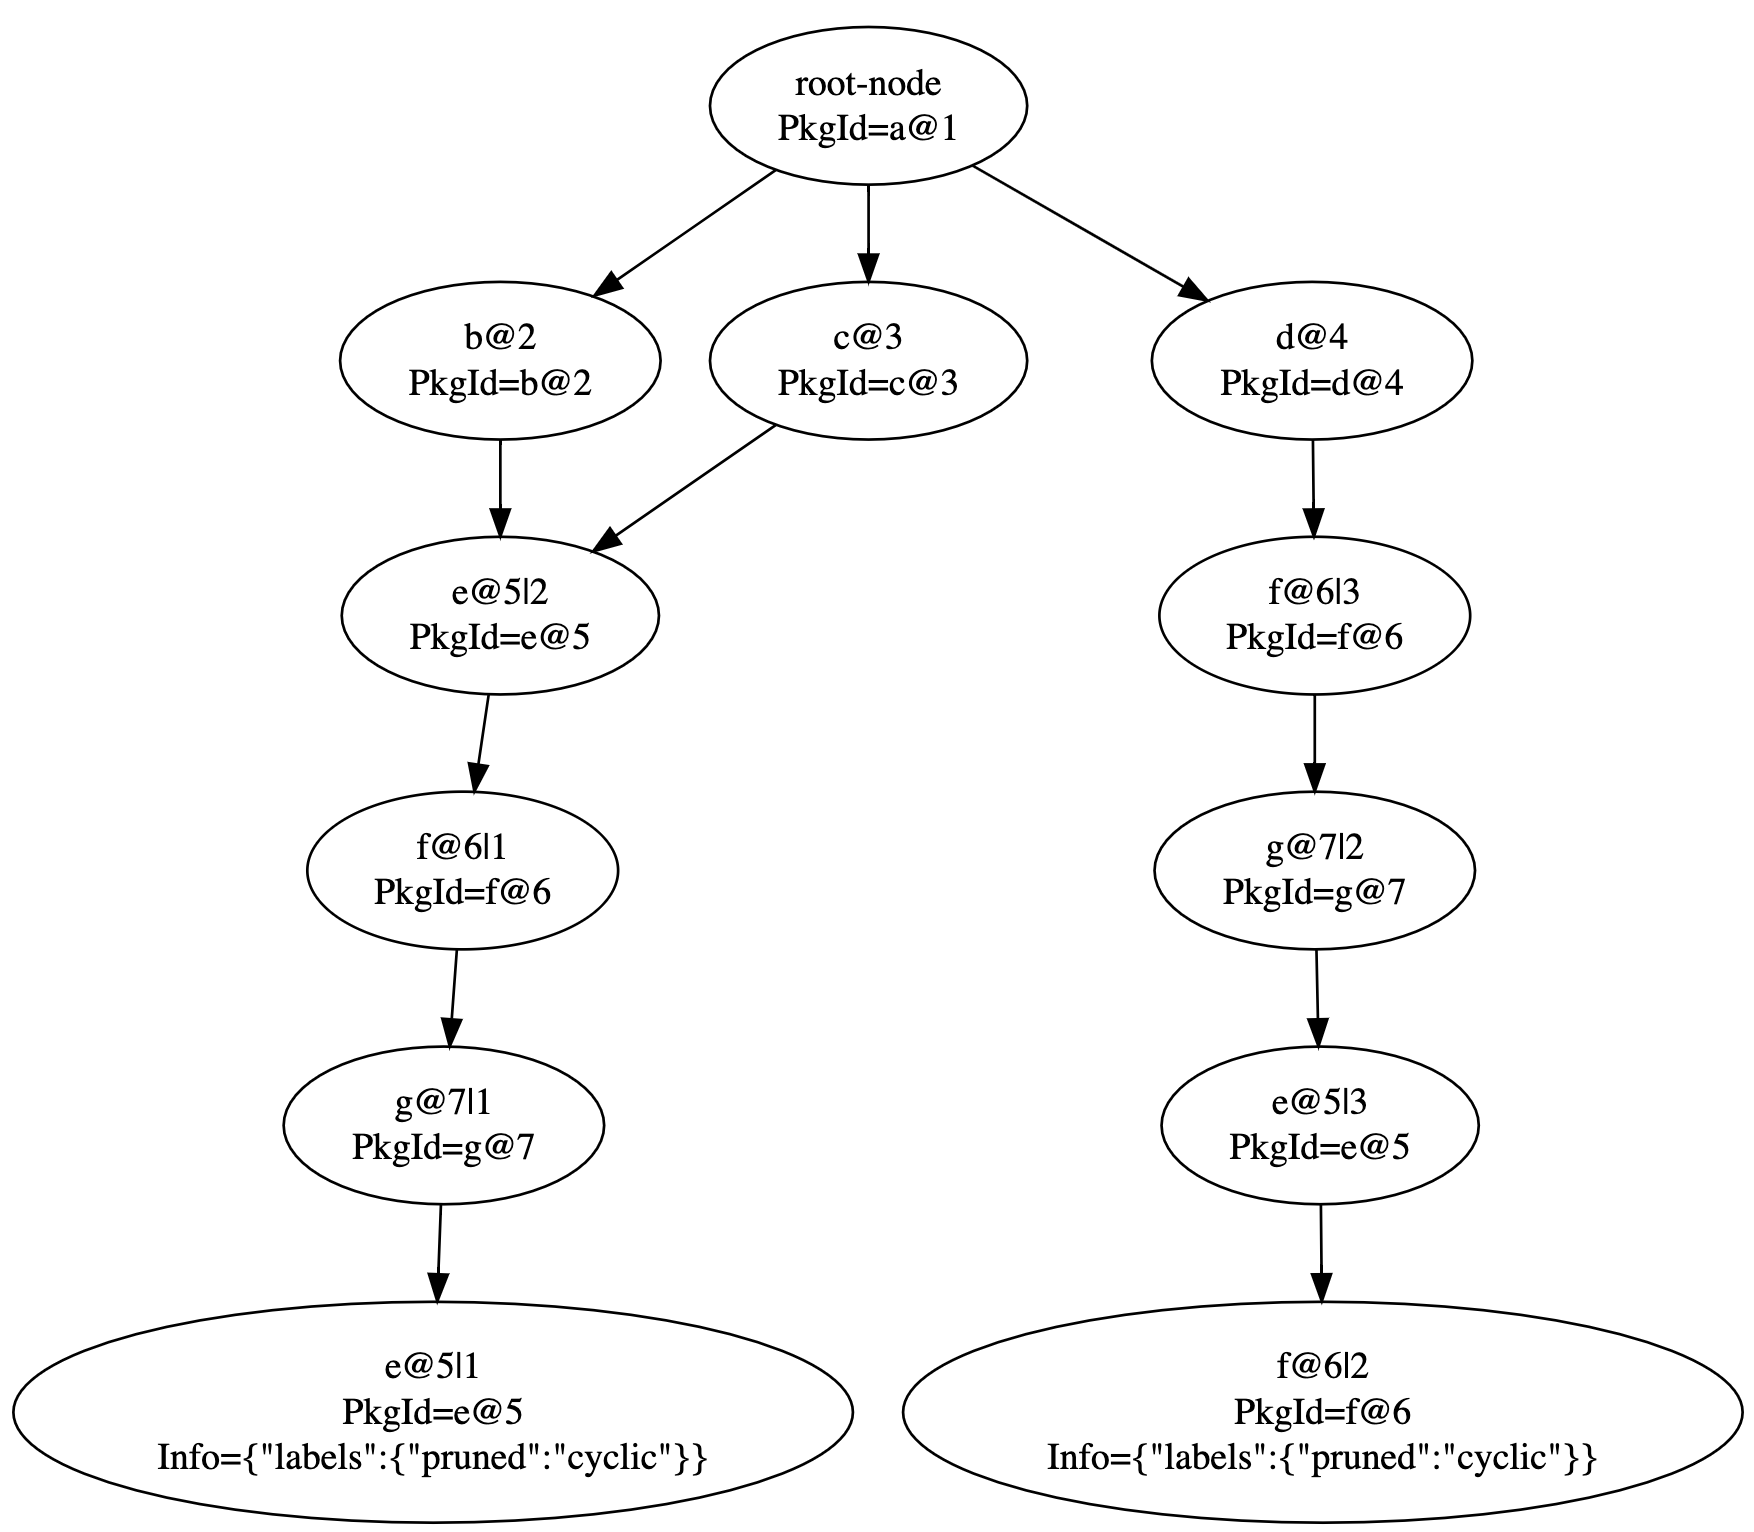 root-node
PkgId=a@1
b@2
PkgId=b@2
c@3
PkgId=c@3
d@4
PkgId=d@4
e@5|2
PkgId=e@5
f@6|3
PkgId=f@6
f@6|1
PkgId=f@6
g@7|2
PkgId=g@7
g@7|1
PkgId=g@7
e@5|3
PkgId=e@5
e@5|1
PkgId=e@5
Info={"labels":{"pruned":"cyclic"}}
f@6|2
PkgId=f@6
Info={"labels":{"pruned":"cyclic"}}